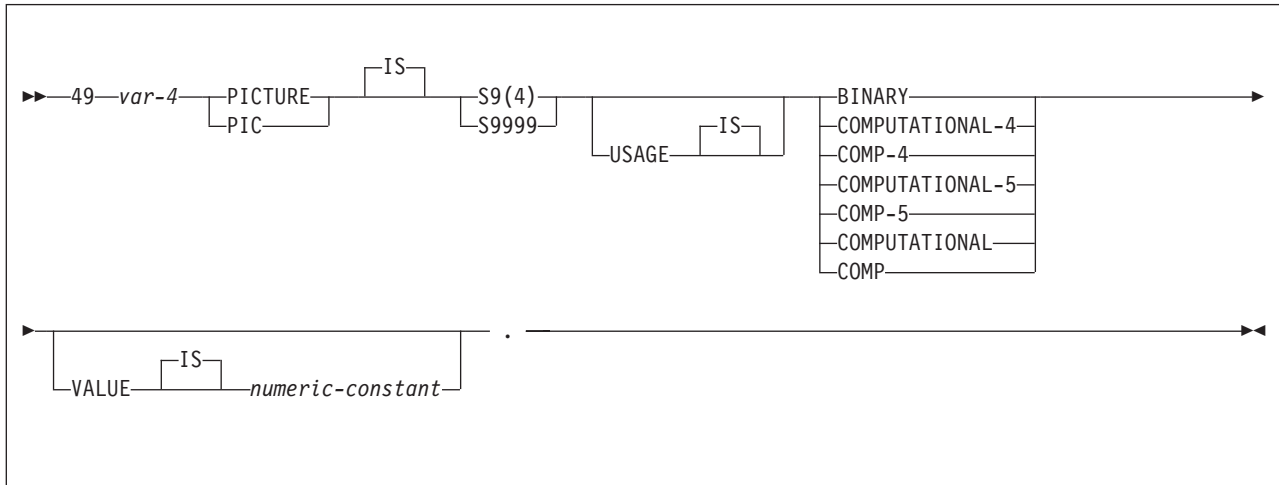 IS
49 var-4 PICTURE S9(4) BINARY
PIC S9999 IS COMPUTATIONAL-4
USAGE COMP-4
COMPUTATIONAL-5
COMP-5
COMPUTATIONAL
COMP
.
IS
VALUE numeric-constant